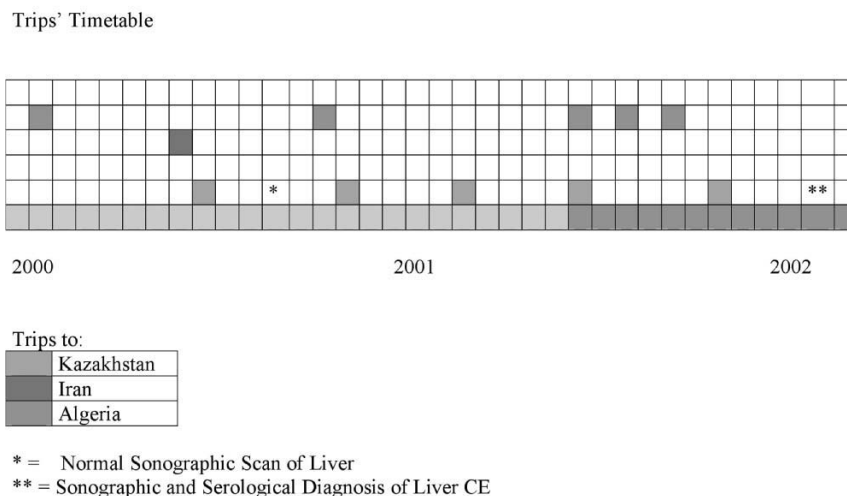 Trips' Timetable
*
**
2000 2001 2002
Trips to:
Kazakhstan
Iran
Algeria
* = Normal Sonographic Scan of Liver
** = Sonographic and Serological Diagnosis of Liver CE